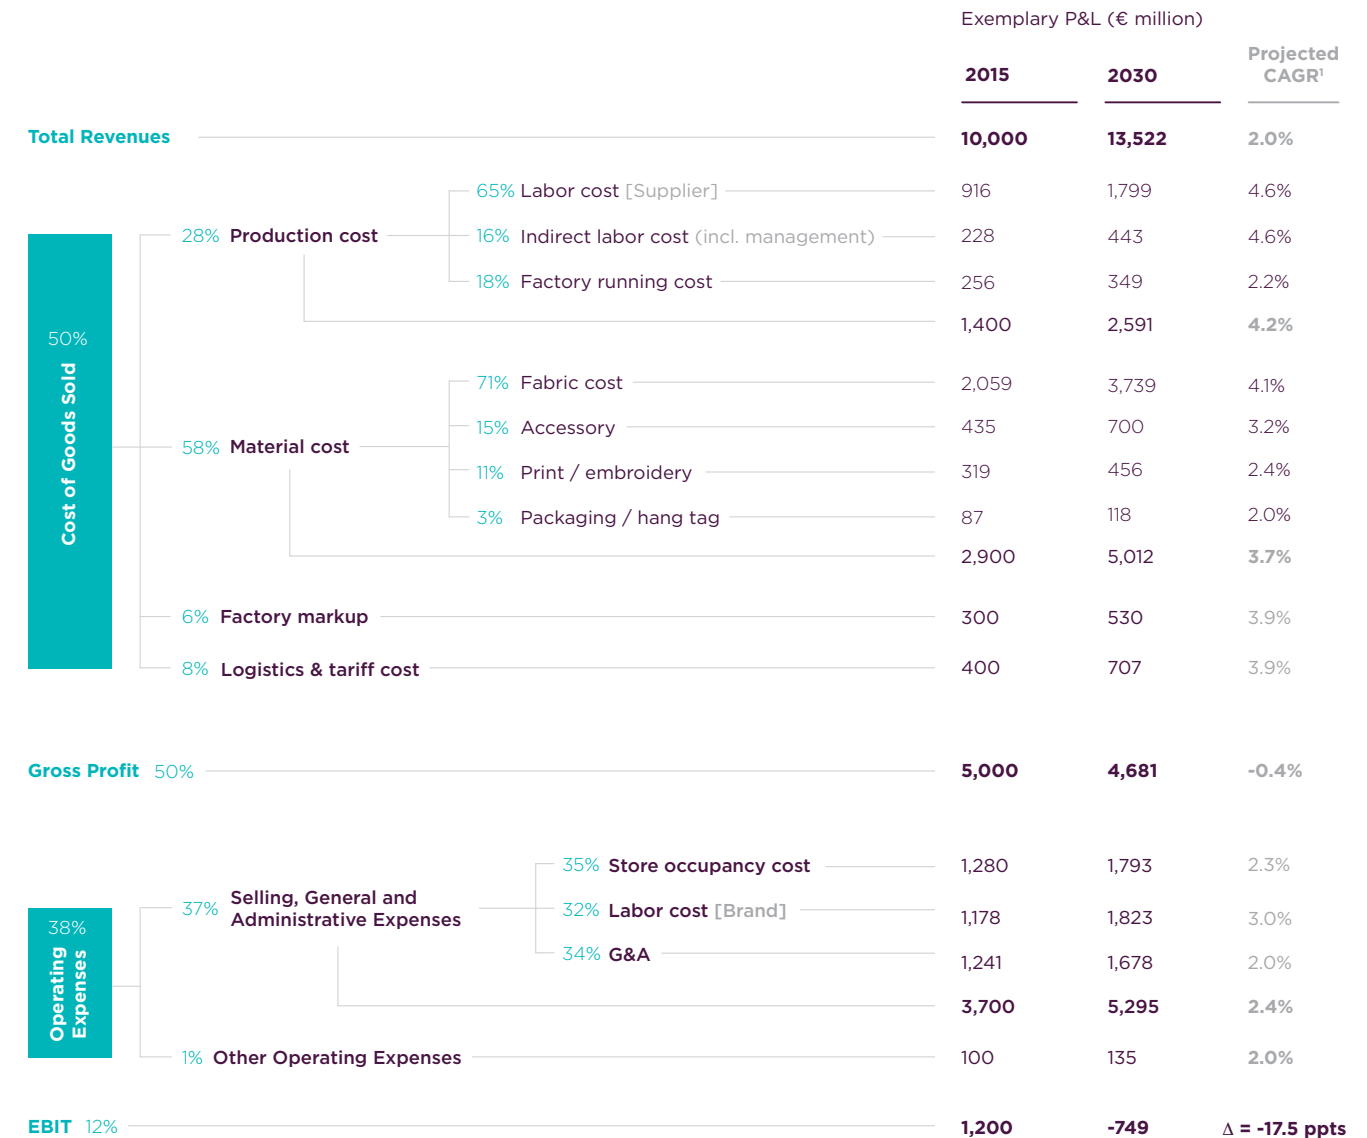 Exemplary P&L (€ million)
2015 2030 Projected CAGR¹
Total Revenues 10,000 13,522 2.0%
65% Labor cost [Supplier] 916 1,799 4.6%
28% Production cost 16% Indirect labor cost (incl. management) 228 443 4.6%
18% Factory running cost 256 349 2.2%
1,400 2,591 4.2%
50% Cost of Goods Sold
71% Fabric cost 2,059 3,739 4.1%
15% Accessory 435 700 3.2%
58% Material cost
11% Print / embroidery 319 456 2.4%
3% Packaging / hang tag 87 118 2.0%
2,900 5,012 3.7%
6% Factory markup 300 530 3.9%
8% Logistics & tariff cost 400 707 3.9%
Gross Profit 50% 5,000 4,681 -0.4%
35% Store occupancy cost 1,280 1,793 2.3%
37% Selling, General and
Administrative Expenses
32% Labor cost [Brand] 1,178 1,823 3.0%
38% Operating
Expenses
34% G&A 1,241 1,678 2.0%
3,700 5,295 2.4%
1% Other Operating Expenses 100 135 2.0%
EBIT 12% 1,200 -749 Δ = -17.5 ppts